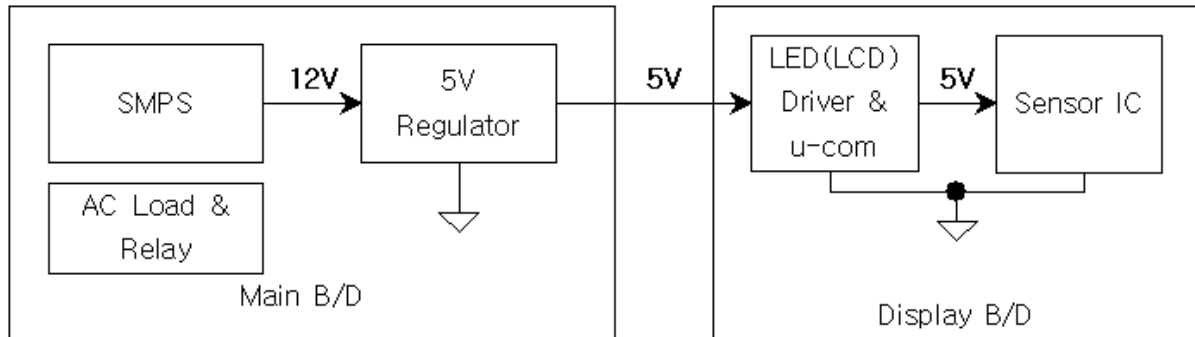 SMPS
12V
5V
Regulator
5V
LED(LCD)
Driver &
u-com
5V
Sensor IC
AC Load &
Relay
Main B/D
Display B/D